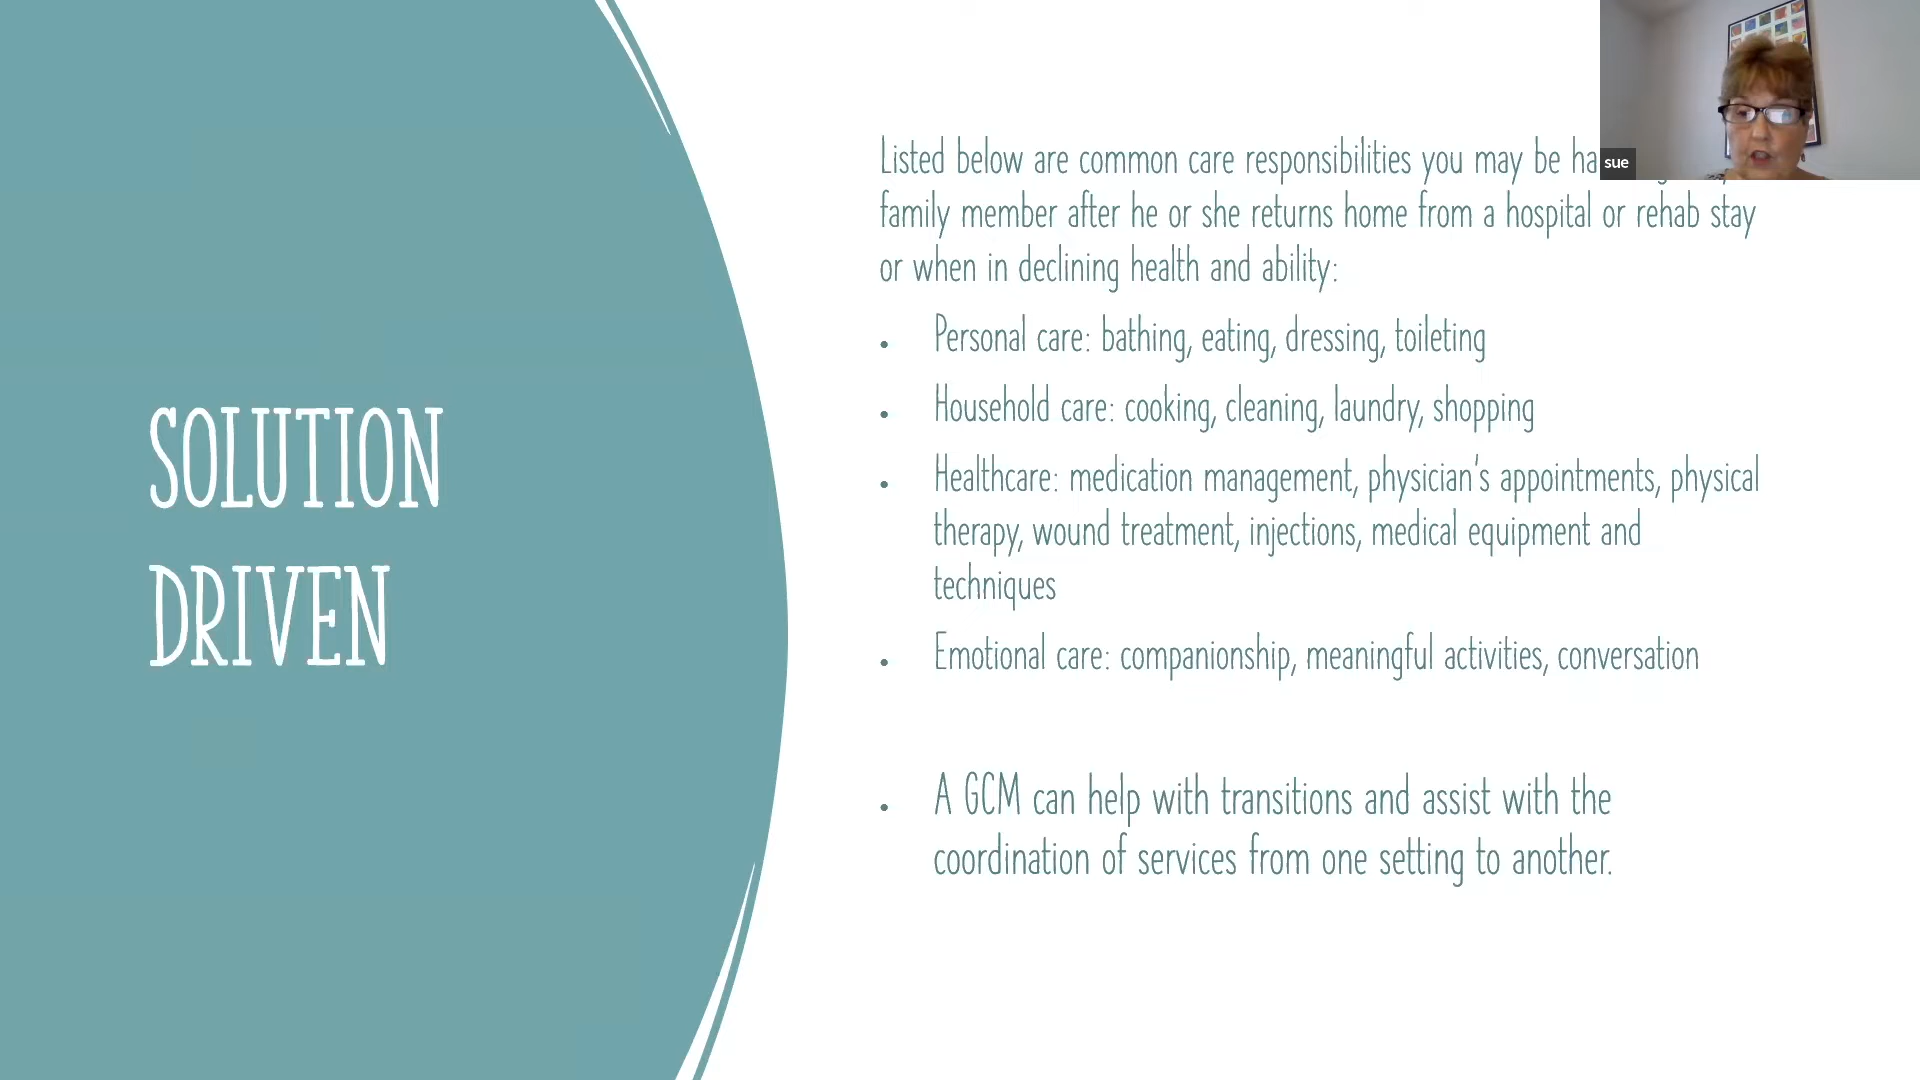 SOLUTION
DRIVEN
Listed below are common care responsibilities you may be
family member after he or she returns home from a hospital or rehab stay
or when in declining health and ability:
• Personal care: bathing, eating, dressing, toileting
• Household care: cooking, cleaning, laundry, shopping
• Healthcare: medication management, physician's appointments, physical
therapy, wound treatment, injections, medical equipment and
techniques
• Emotional care: companionship, meaningful activities, conversation
• A GCM can help with transitions and assist with the
coordination of services from one setting to another.
sue